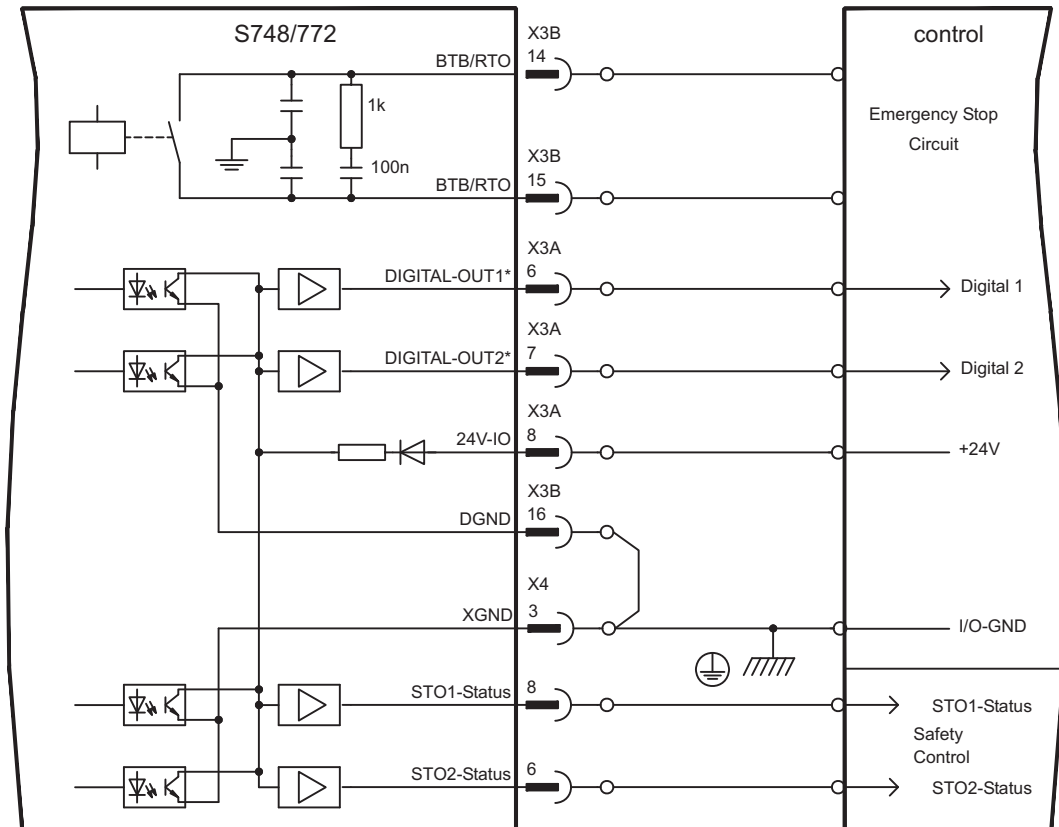 S748/772
control
X3B
BTB/RTO
14
1k
Emergency Stop
Circuit
100n
X3B
BTB/RTO
15
X3A
DIGITAL-OUT1*
6
Digital 1
X3A
DIGITAL-OUT2*
7
Digital 2
X3A
24V-IO
8
+24V
X3B
DGND
16
X4
XGND
3
I/O-GND
STO1-Status
8
STO1-Status
Safety
Control
STO2-Status
6
STO2-Status